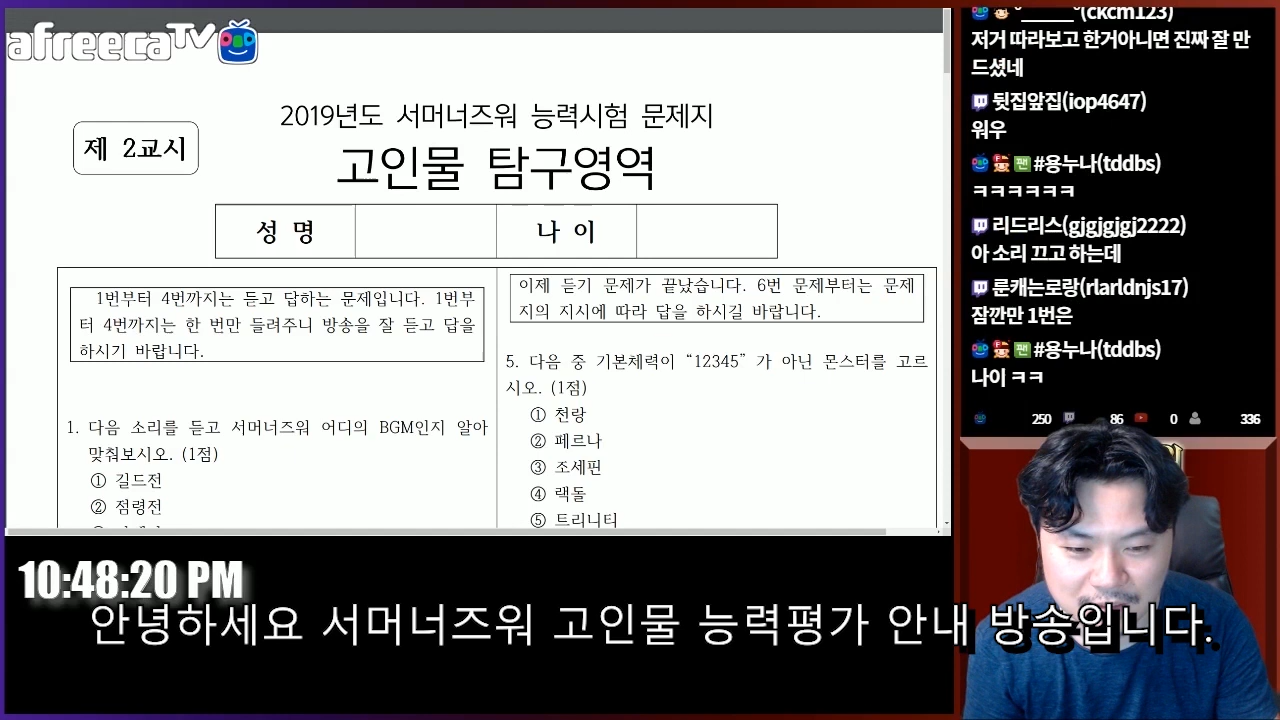 afreecaTV
2019년도 서머너즈워 능력시험 문제지
제 2교시
고인물 탐구영역
성 명
나 이
1번부터 4번까지는 듣고 답하는 문제입니다. 1번부
터 4번까지는 한 번만 들려주니 방송을 잘 듣고 답을
하시기 바랍니다.
1. 다음 소리를 듣고 서머너즈워 어디의 BGM인지 알아
맞춰보시오. (1점)
① 길드전
② 점령전
이제 듣기 문제가 끝났습니다. 6번 문제부터는 문제
지의 지시에 따라 답을 하시길 바랍니다.
5. 다음 중 기본체력이 “12345”가 아닌 몬스터를 고르
시오. (1점)
① 천랑
② 페르나
③ 조세핀
④ 랙돌
⑤ 트리니티
10:48:20 PM
안녕하세요 서머너즈워 고인물 능력평가 안내 방송입니다.
(ckcm123)
저거 따라보고 한거아니면 진짜 잘 만
드셨네
뒷집앞집(iop4647)
워우
팬 #용누나(tddbs)
ㅋㅋㅋㅋㅋㅋ
리드리스(gjgjgjgj2222)
아 소리 끄고 하는데
룬캐는로랑(rlarldnjs17)
잠깐만 1번은
팬 #용누나(tddbs)
나이 ㅋㅋ
250 86 0 336